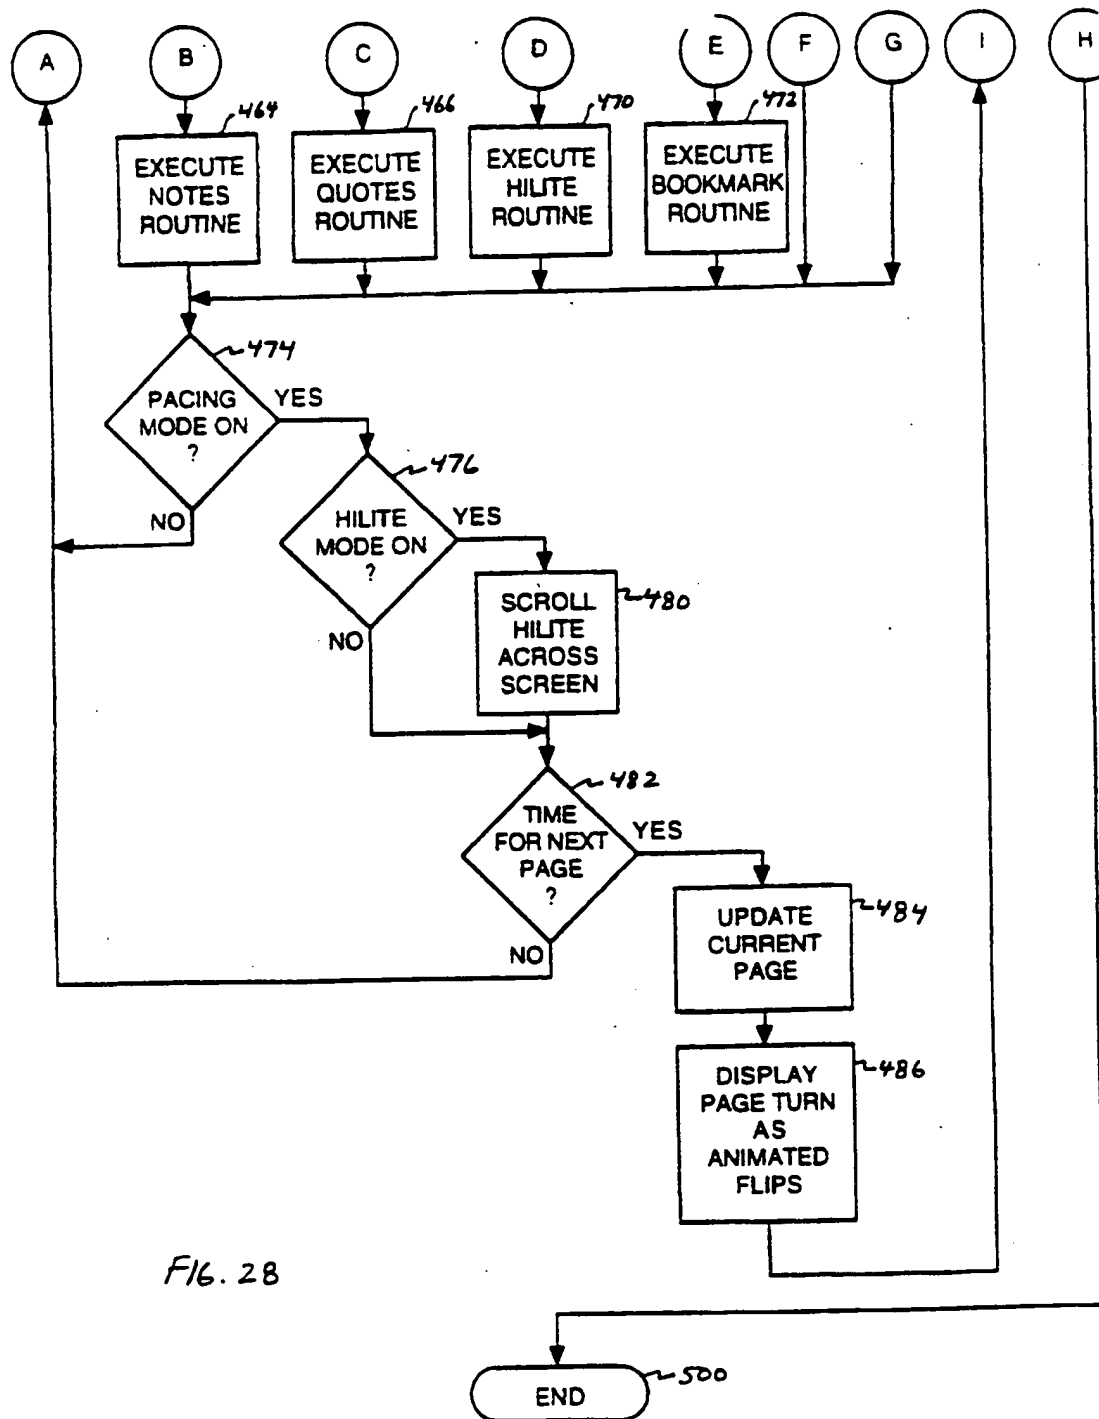 A B C D E F G I H
464 466 470 472
EXECUTE
NOTES
ROUTINE
EXECUTE
QUOTES
ROUTINE
EXECUTE
HILITE
ROUTINE
EXECUTE
BOOKMARK
ROUTINE
474
PACING
MODE ON
?
YES
NO
476
HILITE
MODE ON
?
YES
NO
480
SCROLL
HILITE
ACROSS
SCREEN
482
TIME
FOR NEXT
PAGE
?
YES
NO
484
UPDATE
CURRENT
PAGE
486
DISPLAY
PAGE TURN
AS
ANIMATED
FLIPS
FIG. 28
500
END